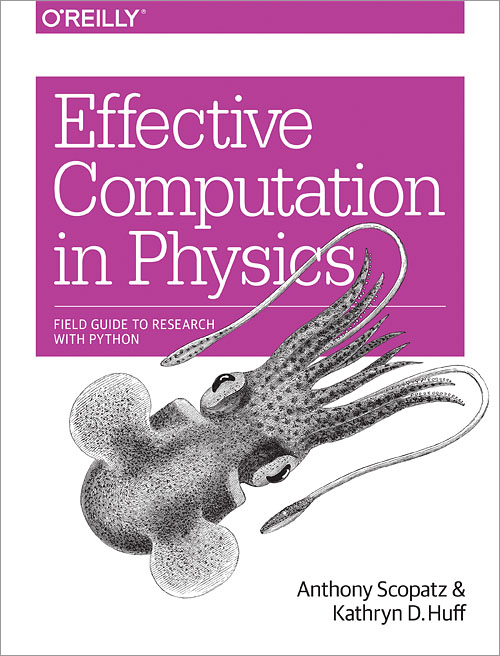 O'REILLY®
Effective
Computation
in Physics
FIELD GUIDE TO RESEARCH
WITH PYTHON
Anthony Scopatz &
Kathryn D. Huff